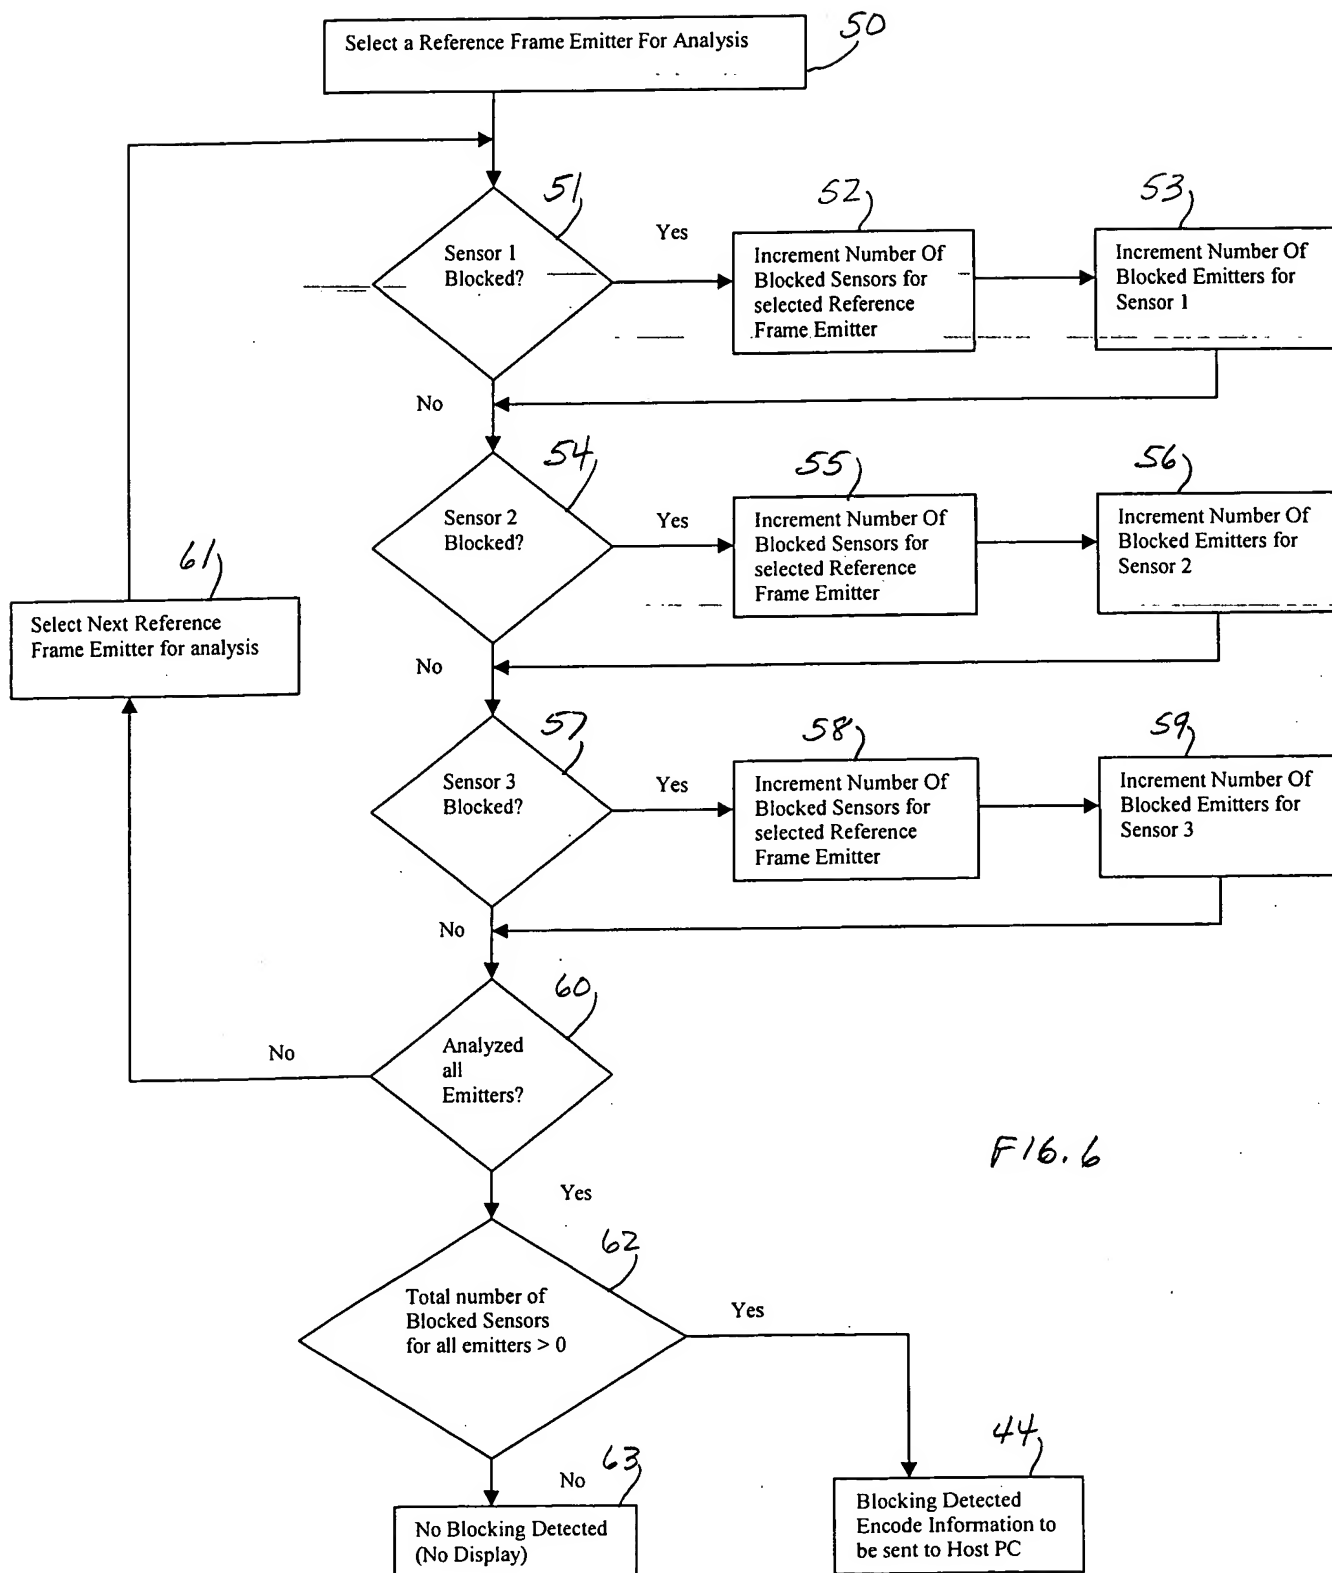 50
Select a Reference Frame Emitter For Analysis
51
52
53
Sensor 1
Blocked?
Yes
Increment Number Of
Blocked Sensors for
selected Reference
Frame Emitter
Increment Number Of
Blocked Emitters for
Sensor 1
No
54
55
56
Sensor 2
Blocked?
Yes
Increment Number Of
Blocked Sensors for
selected Reference
Frame Emitter
Increment Number Of
Blocked Emitters for
Sensor 2
61
Select Next Reference
Frame Emitter for analysis
No
57
58
59
Sensor 3
Blocked?
Yes
Increment Number Of
Blocked Sensors for
selected Reference
Frame Emitter
Increment Number Of
Blocked Emitters for
Sensor 3
No
60
No
Analyzed
all
Emitters?
FIG. 6
Yes
62
Total number of
Blocked Sensors
for all emitters > 0
Yes
44
63
No
No Blocking Detected
(No Display)
Blocking Detected
Encode Information to
be sent to Host PC